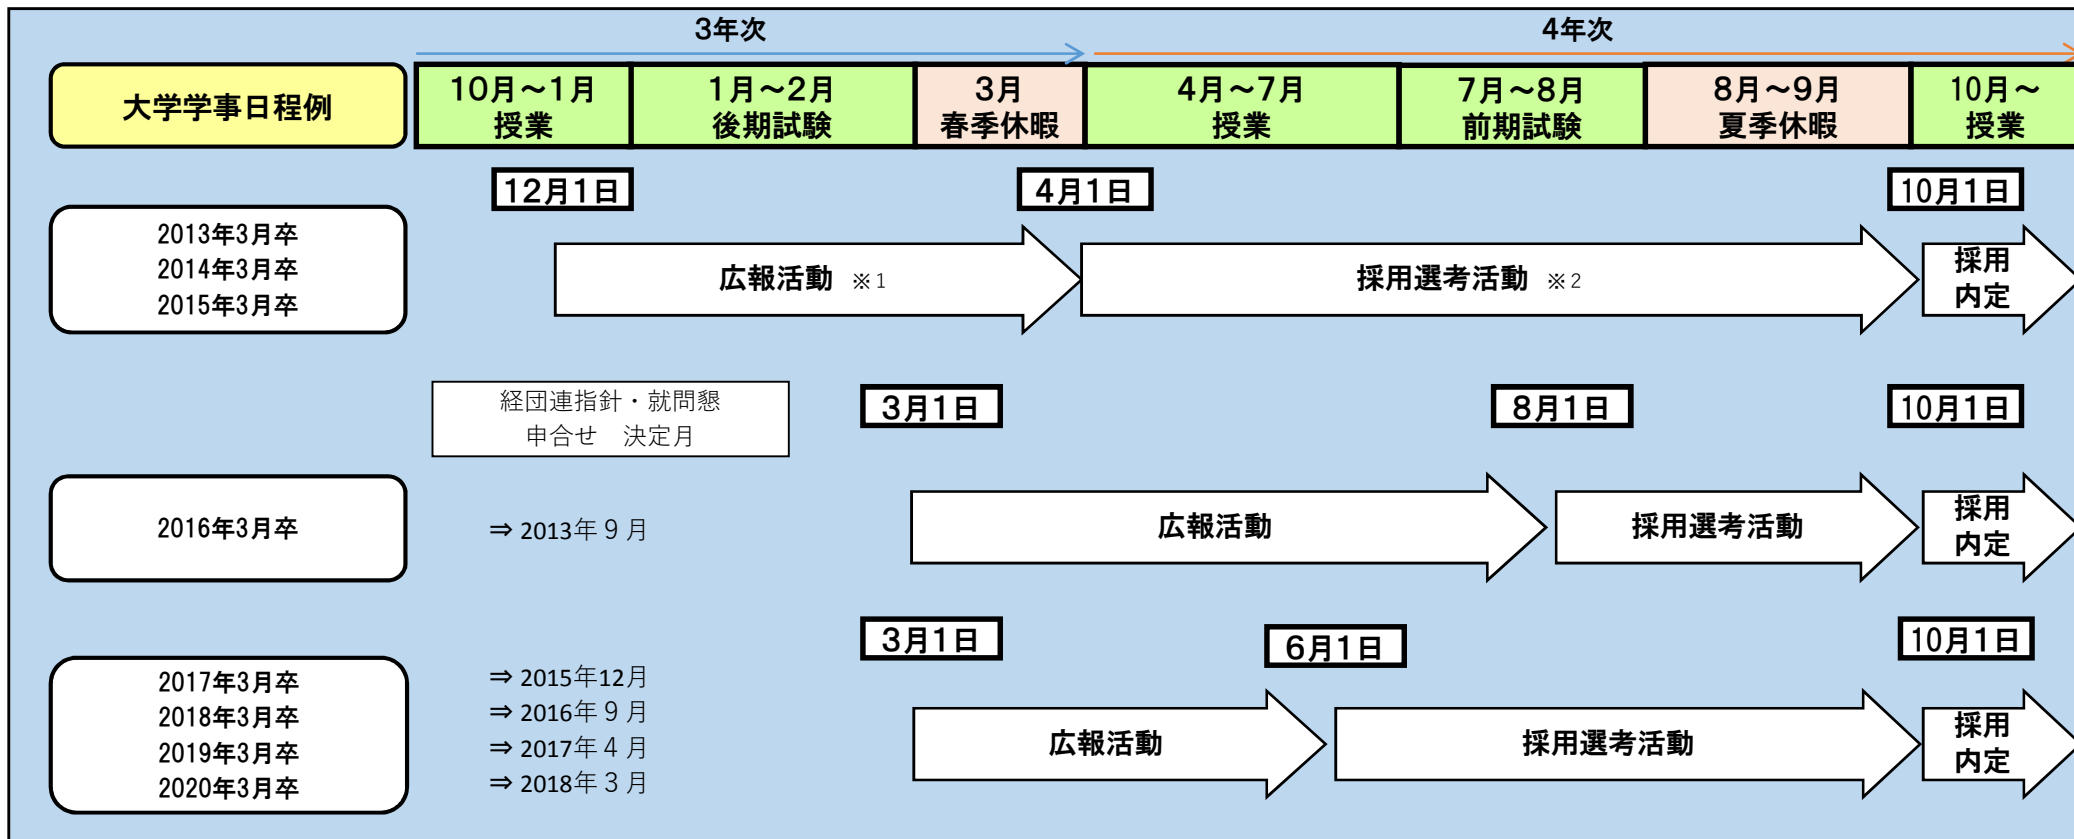 3年次
4年次
大学学事日程例
10月～1月
授業
1月～2月
後期試験
3月
春季休暇
4月～7月
授業
7月～8月
前期試験
8月～9月
夏季休暇
10月～
授業
12月1日
4月1日
10月1日
2013年3月卒
2014年3月卒
2015年3月卒
広報活動 ※1
採用選考活動 ※2
採用
内定
経団連指針・就問懇
申合せ　決定月
3月1日
8月1日
10月1日
2016年3月卒
⇒ 2013年９月
広報活動
採用選考活動
採用
内定
3月1日
6月1日
10月1日
2017年3月卒
2018年3月卒
2019年3月卒
2020年3月卒
⇒ 2015年12月
⇒ 2016年９月
⇒ 2017年４月
⇒ 2018年３月
広報活動
採用選考活動
採用
内定